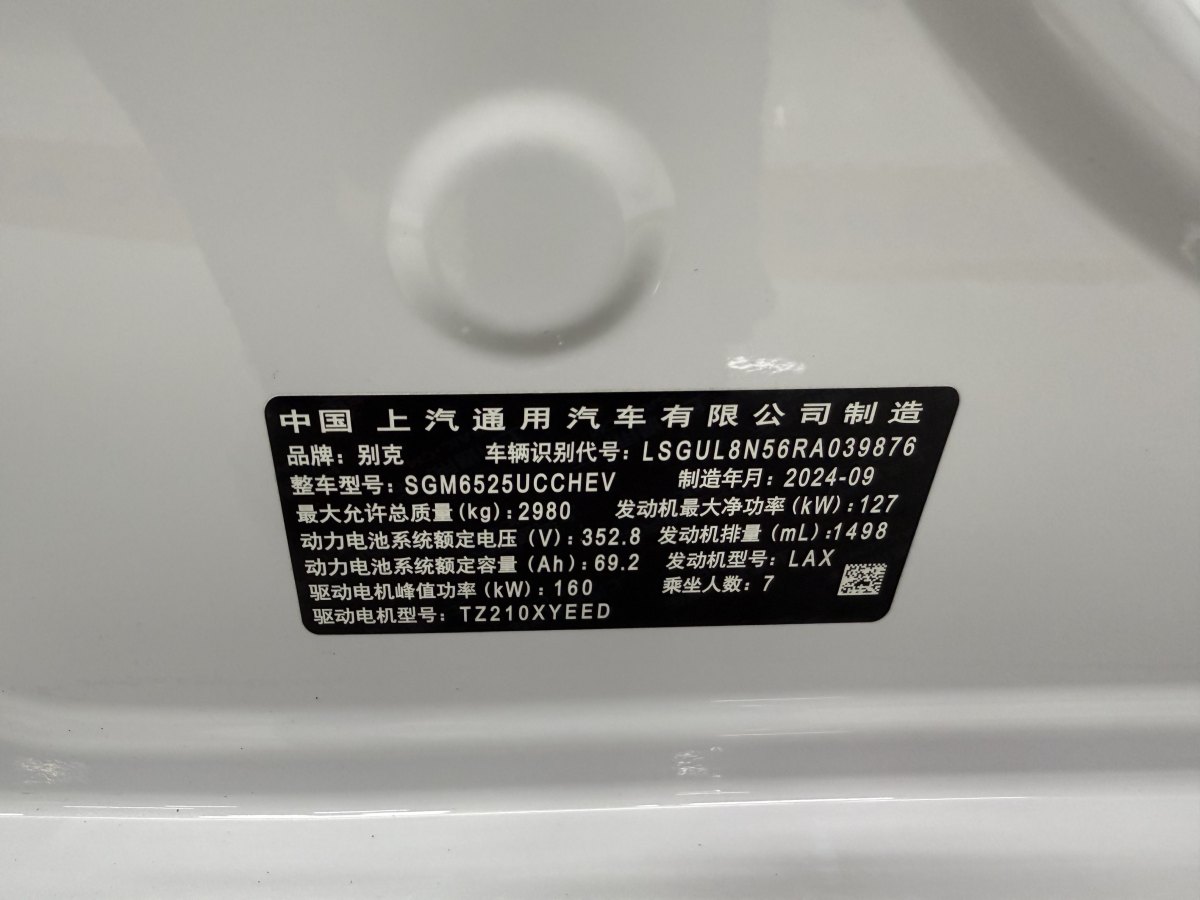 中国 上汽通用汽车有限公司制造
品牌：别克 车辆识别代号：LSGUL8N56RA039876
整车型号：SGM6525UCCHEV 制造年月：2024-09
最大允许总质量(kg)：2980 发动机最大净功率(kW)：127
动力电池系统额定电压(V)：352.8 发动机排量(mL)：1498
动力电池系统额定容量(Ah)：69.2 发动机型号：LAX
驱动电机峰值功率(kW)：160 乘坐人数：7
驱动电机型号：TZ210XYEED